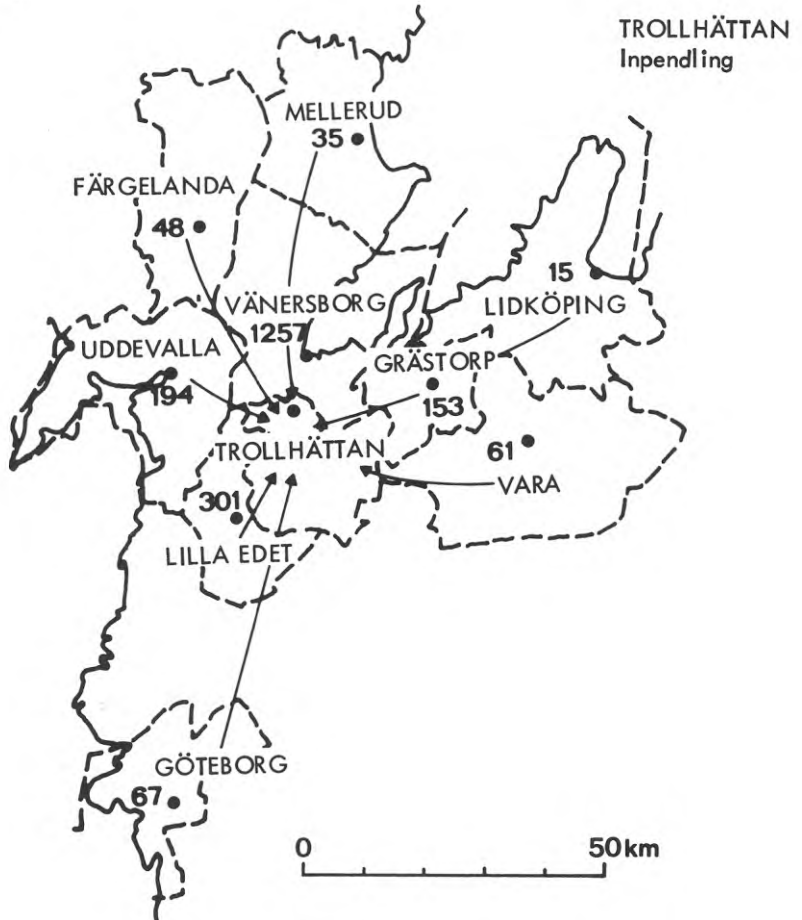 TROLLHÄTTAN
Inpendling
MELLERUD
35
FÄRGELANDA
48
15
LIDKÖPING
VÄNERSBORG
1257
UDDEVALLA
194
GRÄSTORP
153
TROLLHÄTTAN
61
VARA
301
LILLA EDET
GÖTEBORG
67
0 50km